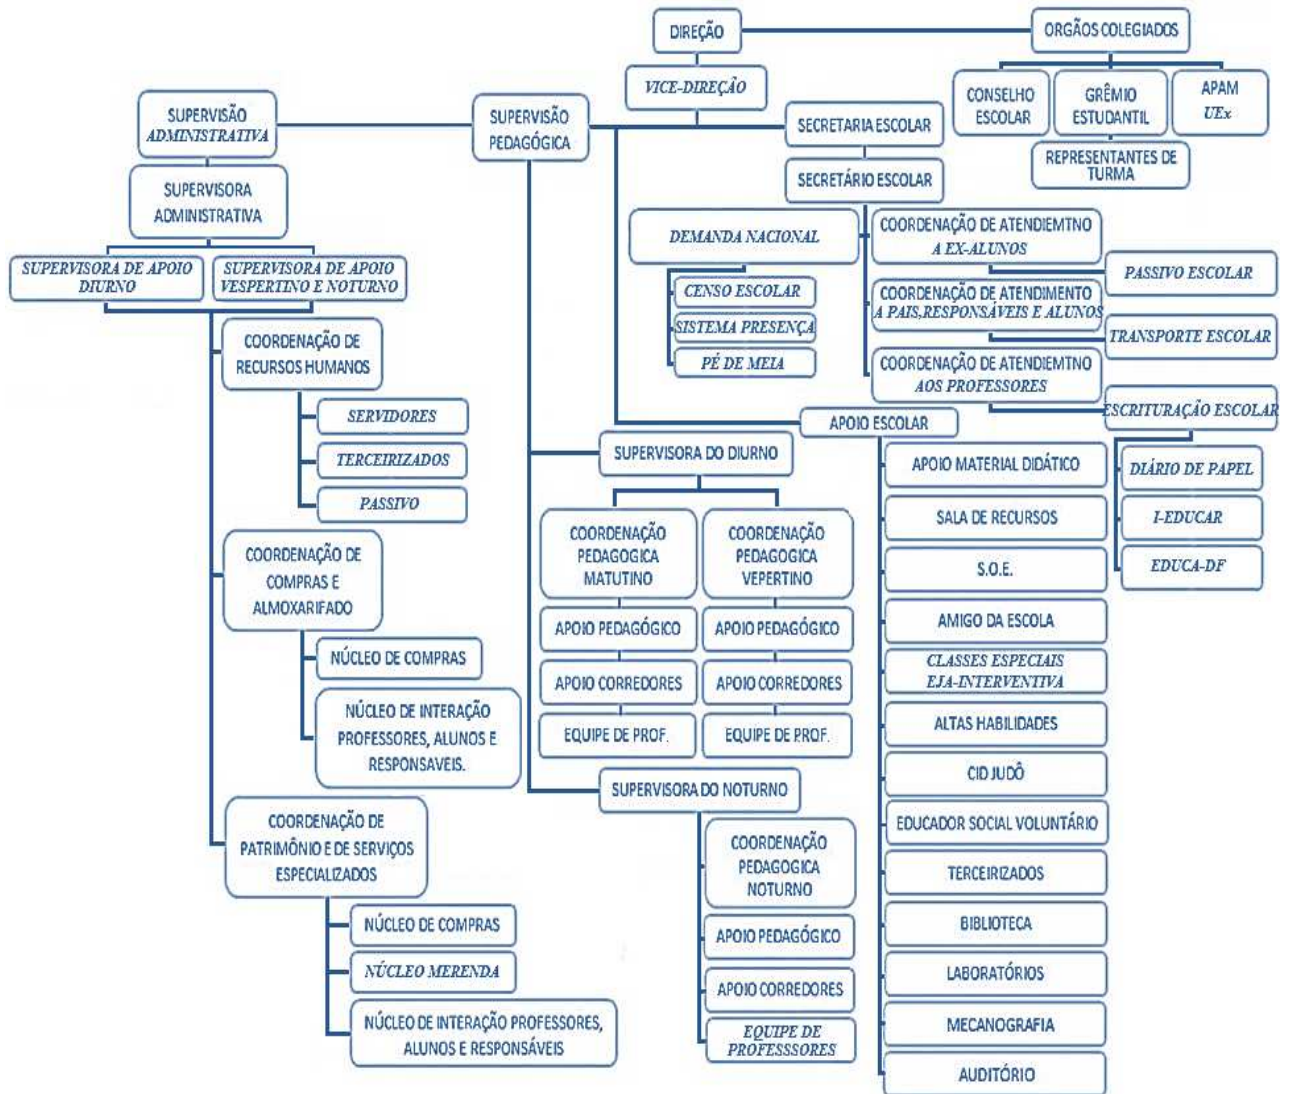 DIREÇÃO
ORGÃOS COLEGIADOS
VICE-DIREÇÃO
CONSELHO
ESCOLAR
GRÊMIO
ESTUDANTIL
APAM
UEx
REPRESENTANTES DE
TURMA
SUPERVISÃO
ADMINISTRATIVA
SUPERVISÃO
PEDAGÓGICA
SECRETARIA ESCOLAR
SECRETÁRIO ESCOLAR
SUPERVISORA
ADMINISTRATIVA
SUPERVISORA DE APOIO
DIURNO
SUPERVISORA DE APOIO
VESPERTINO E NOTURNO
COORDENAÇÃO DE
RECURSOS HUMANOS
SERVIDORES
TERCEIRIZADOS
PASSIVO
COORDENAÇÃO DE
COMPRAS E
ALMOXARIFADO
NÚCLEO DE COMPRAS
NÚCLEO DE INTERAÇÃO
PROFESSORES, ALUNOS E
RESPONSAVEIS.
COORDENAÇÃO DE
PATRIMÔNIO E DE SERVIÇOS
ESPECIALIZADOS
NÚCLEO DE COMPRAS
NÚCLEO MERENDA
NÚCLEO DE INTERAÇÃO PROFESSORES,
ALUNOS E RESPONSÁVEIS
DEMANDA NACIONAL
CENSO ESCOLAR
SISTEMA PRESENÇA
PÉ DE MEIA
COORDENAÇÃO DE ATENDIEMTNO
A EX-ALUNOS
PASSIVO ESCOLAR
COORDENAÇÃO DE ATENDIMENTO
A PAIS,RESPONSÁVEIS E ALUNOS
TRANSPORTE ESCOLAR
COORDENAÇÃO DE ATENDIEMTNO
AOS PROFESSORES
ESCRITURAÇÃO ESCOLAR
DIÁRIO DE PAPEL
I-EDUCAR
EDUCA-DF
SUPERVISORA DO DIURNO
COORDENAÇÃO
PEDAGOGICA
MATUTINO
APOIO PEDAGÓGICO
APOIO CORREDORES
EQUIPE DE PROF.
COORDENAÇÃO
PEDAGOGICA
VEPERTINO
APOIO PEDAGÓGICO
APOIO CORREDORES
EQUIPE DE PROF.
SUPERVISORA DO NOTURNO
COORDENAÇÃO
PEDAGOGICA
NOTURNO
APOIO PEDAGÓGICO
APOIO CORREDORES
EQUIPE DE
PROFESSSORES
APOIO ESCOLAR
APOIO MATERIAL DIDÁTICO
SALA DE RECURSOS
S.O.E.
AMIGO DA ESCOLA
CLASSES ESPECIAIS
EJA-INTERVENTIVA
ALTAS HABILIDADES
CID JUDÔ
EDUCADOR SOCIAL VOLUNTÁRIO
TERCEIRIZADOS
BIBLIOTECA
LABORATÓRIOS
MECANOGRAFIA
AUDITÓRIO